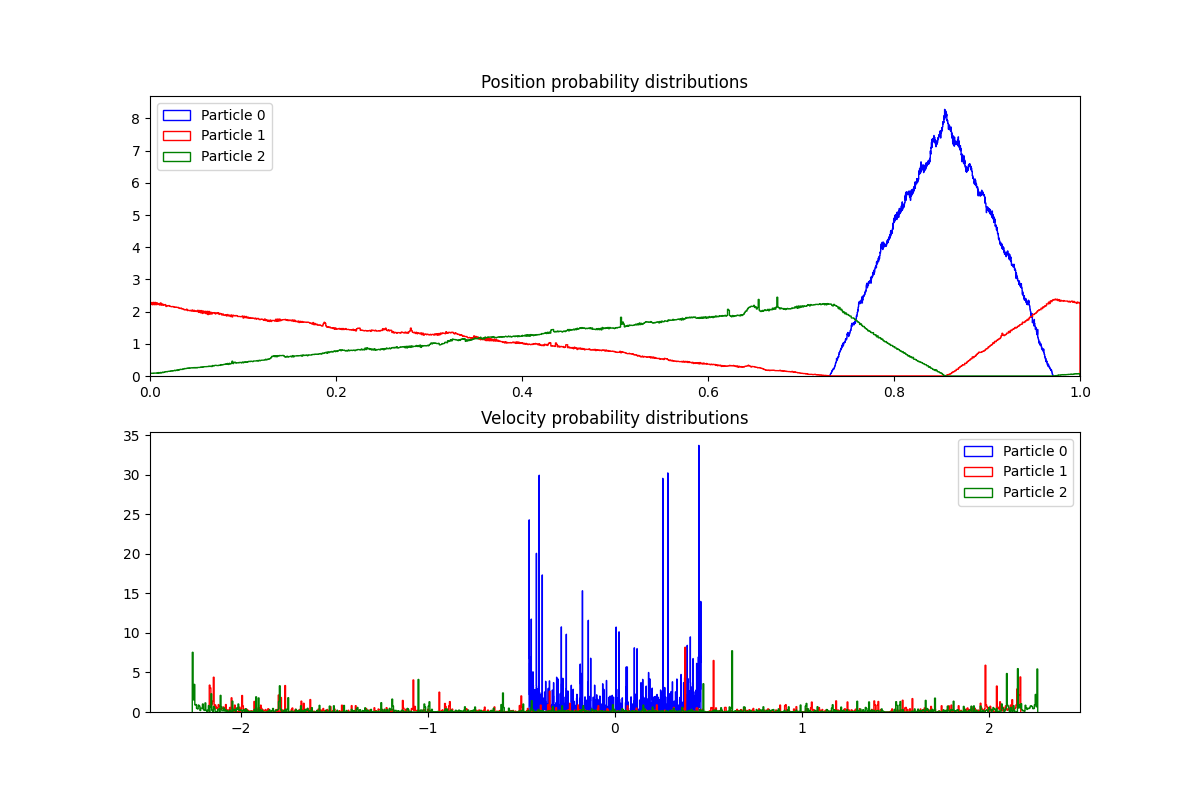 Position probability distributions
Particle 0
Particle 1
Particle 2
8
7
6
5
4
3
2
1
0
0.0 0.2 0.4 0.6 0.8 1.0
Velocity probability distributions
Particle 0
Particle 1
Particle 2
35
30
25
20
15
10
5
0
−2 −1 0 1 2